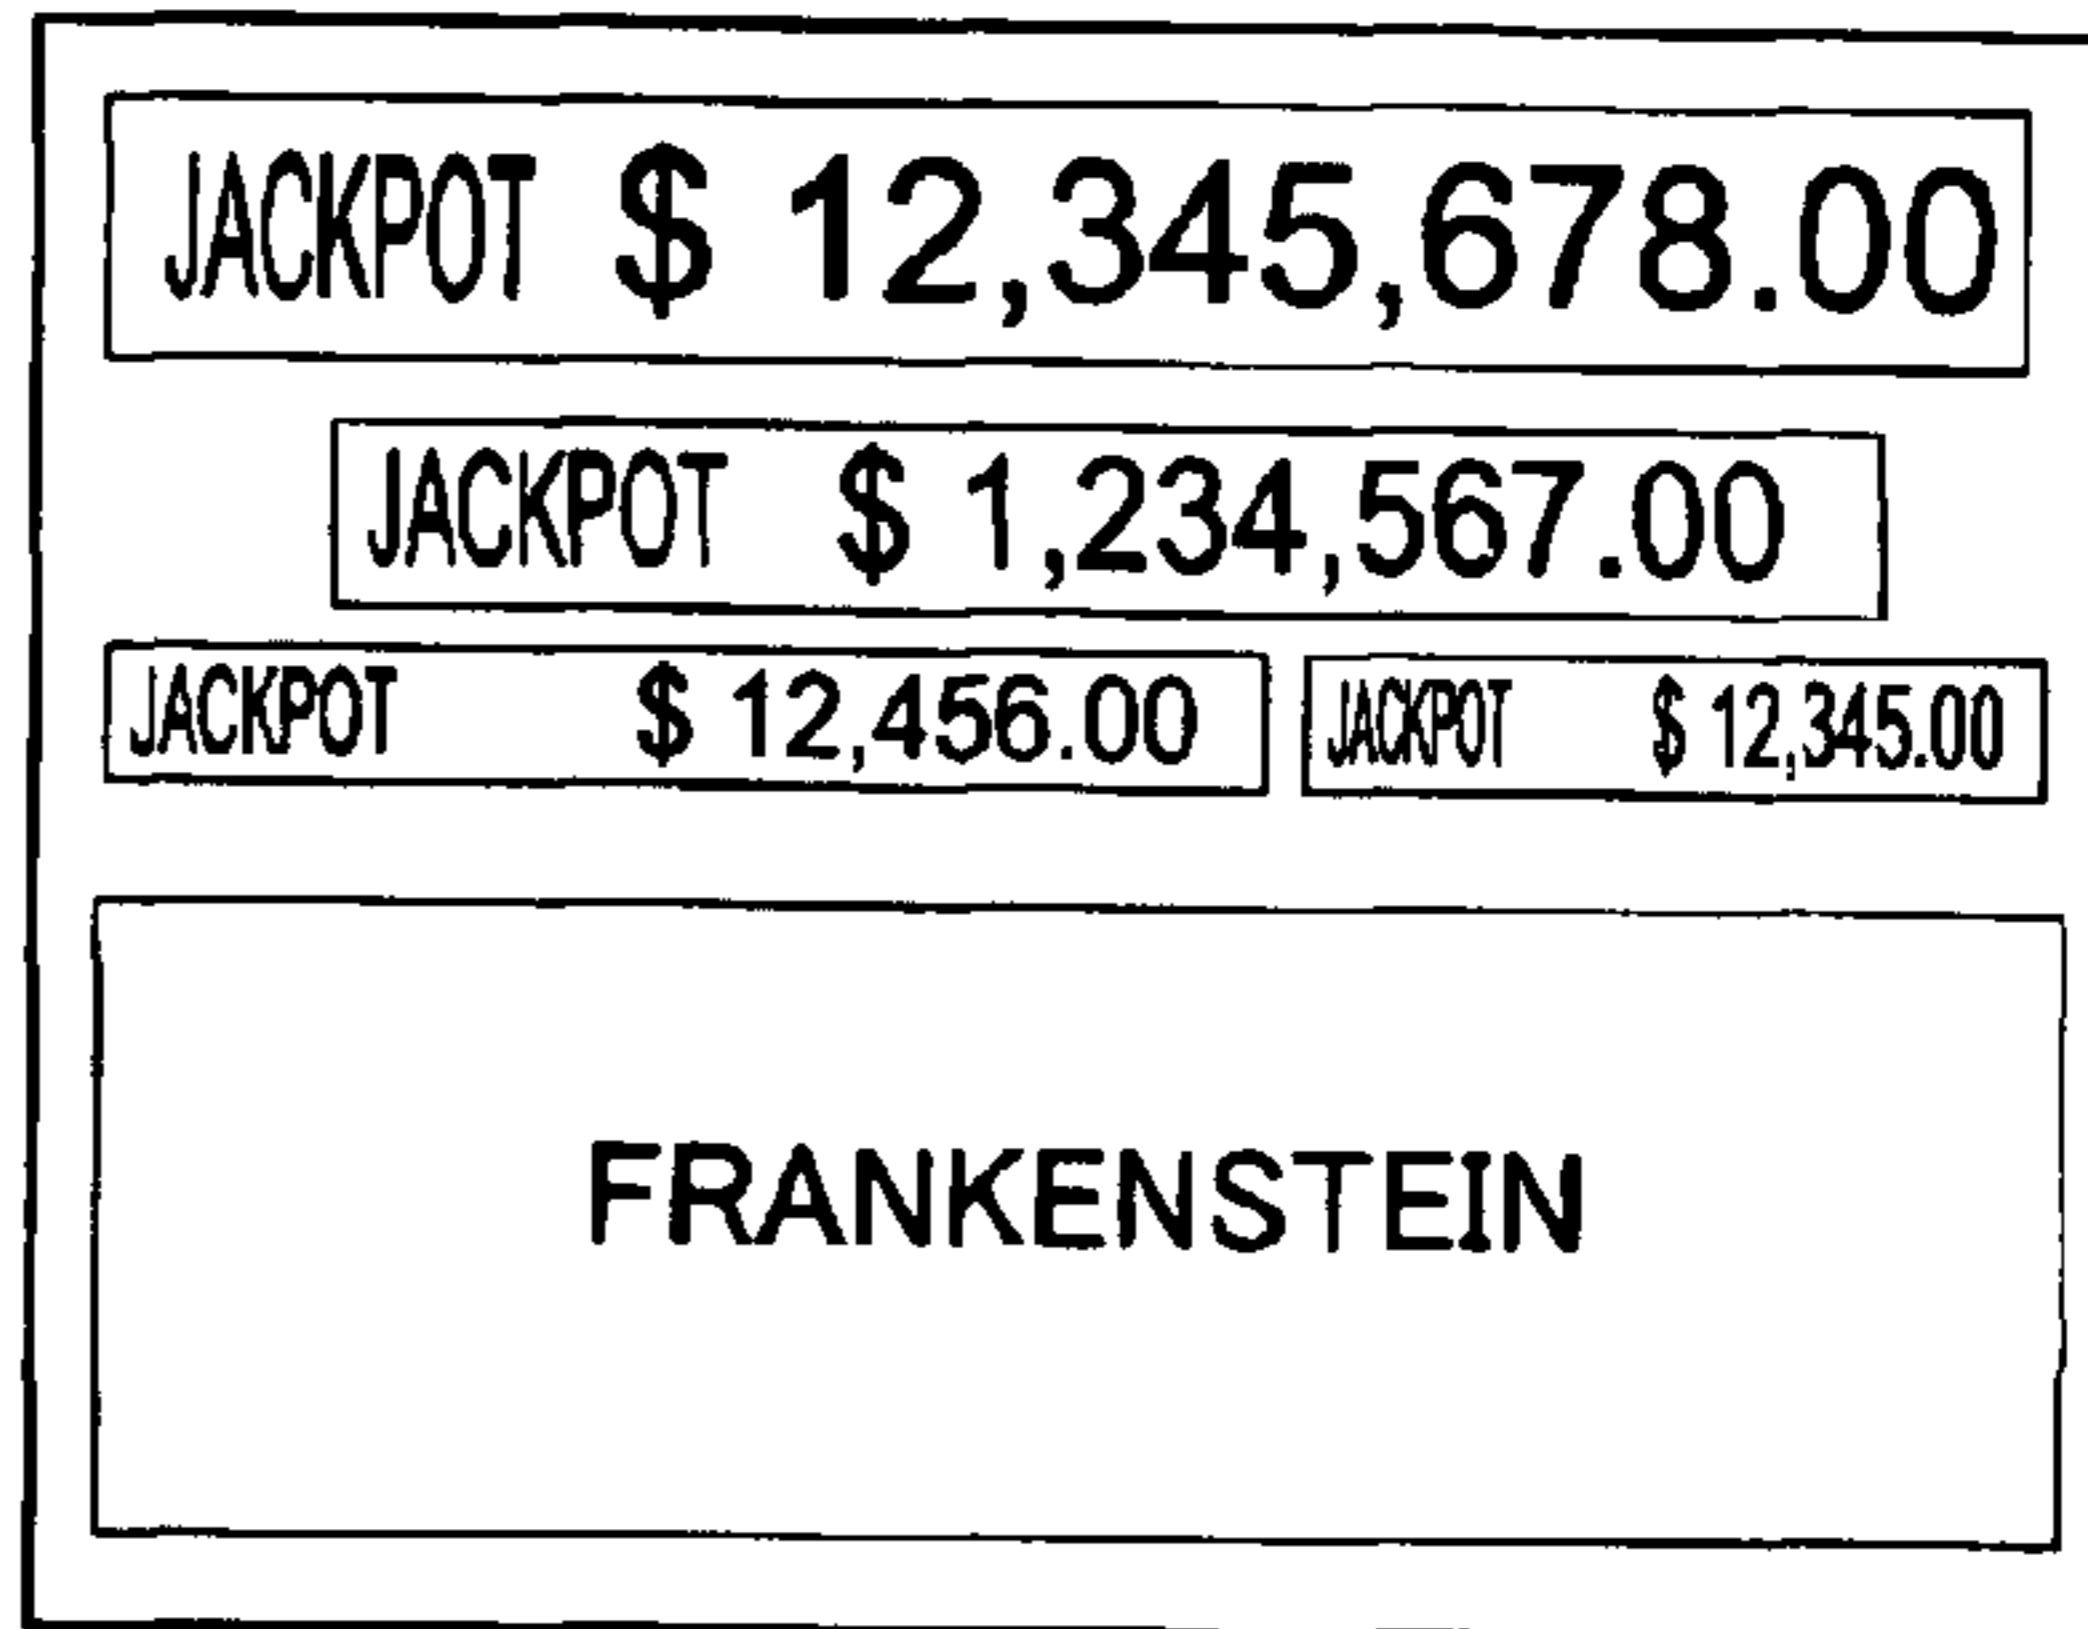 JACKPOT $ 12,345,678.00
JACKPOT $ 1,234,567.00
JACKPOT $ 12,456.00
JACKPOT $ 12,345.00
FRANKENSTEIN